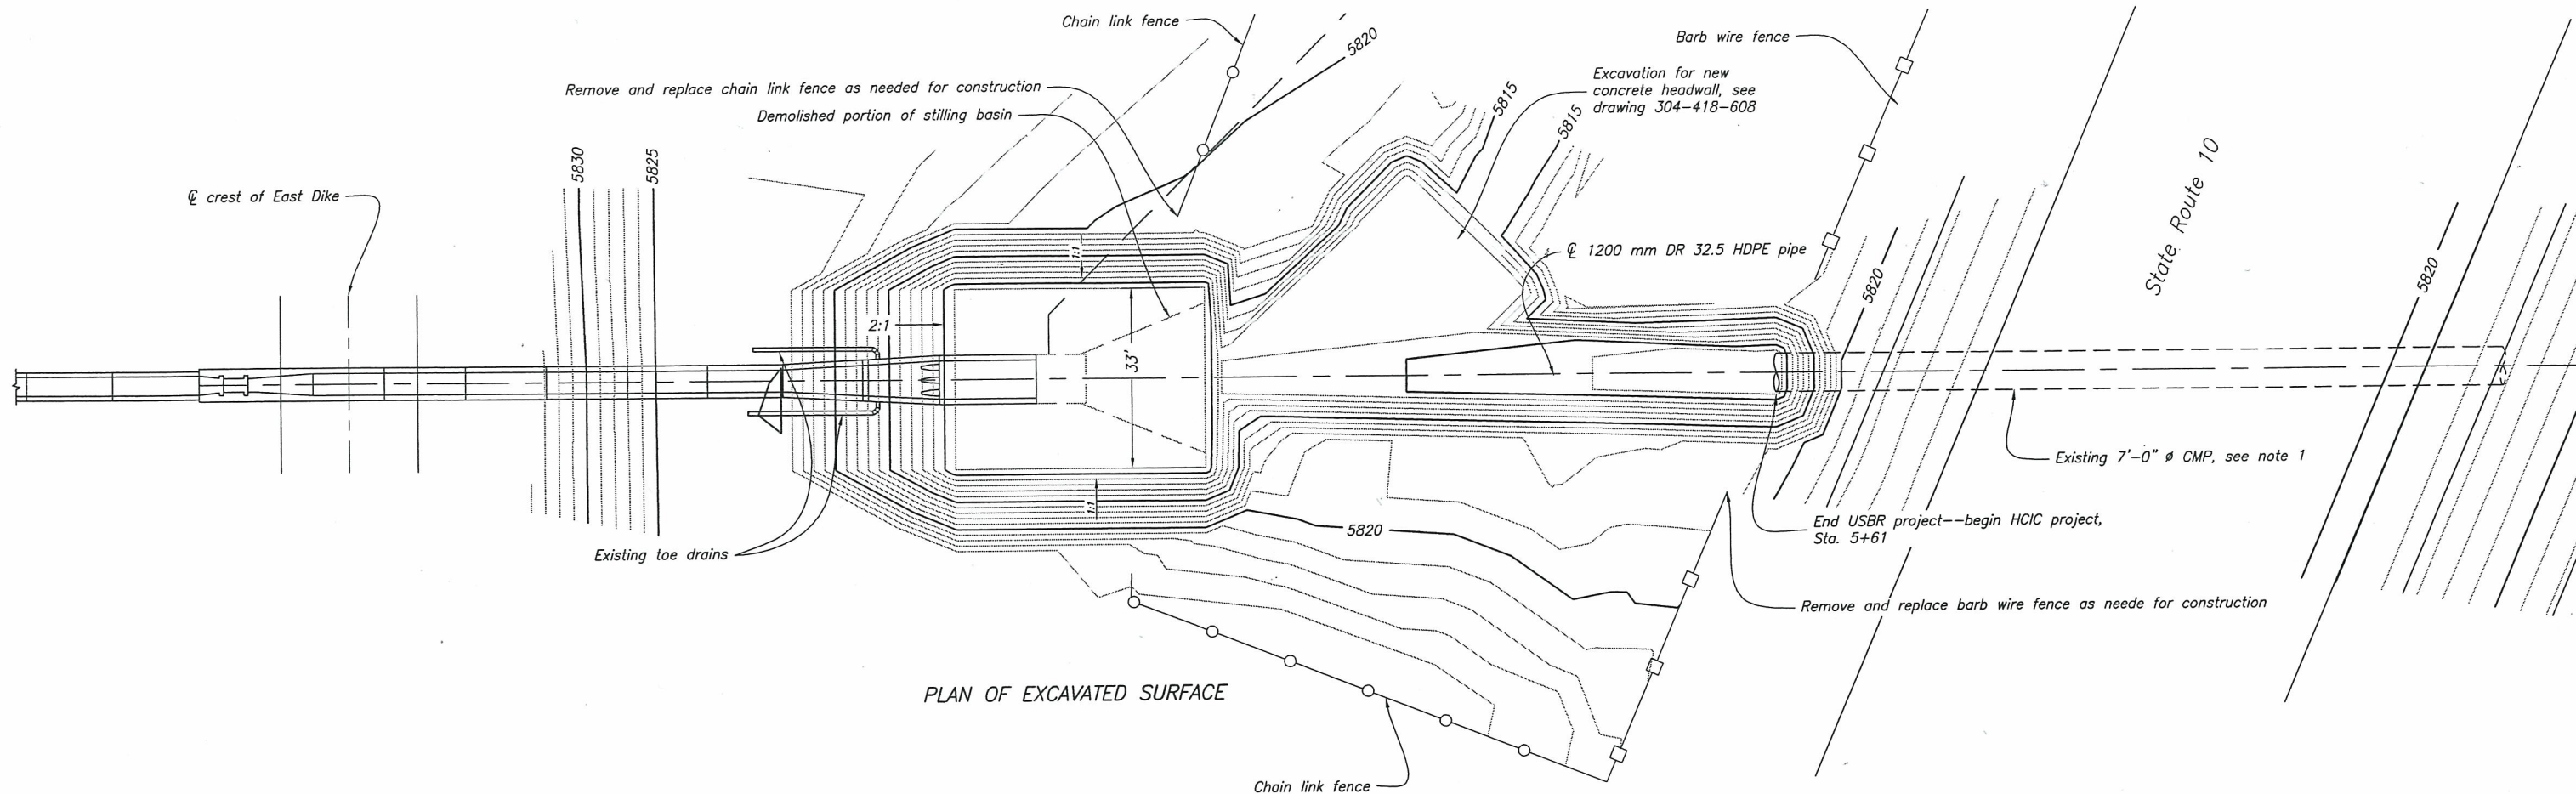 Chain link fence
5820
Barb wire fence
Remove and replace chain link fence as needed for construction
Demolished portion of stilling basin
Excavation for new
concrete headwall, see
drawing 304-418-608
5815
5815
State Route 10
5830
5825
℄ crest of East Dike
1:1
℄ 1200 mm DR 32.5 HDPE pipe
5820
5820
2:1
33'
Existing 7'-0" ø CMP, see note 1
1:1
End USBR project--begin HCIC project,
Sta. 5+61
5820
Existing toe drains
Remove and replace barb wire fence as neede for construction
PLAN OF EXCAVATED SURFACE
Chain link fence